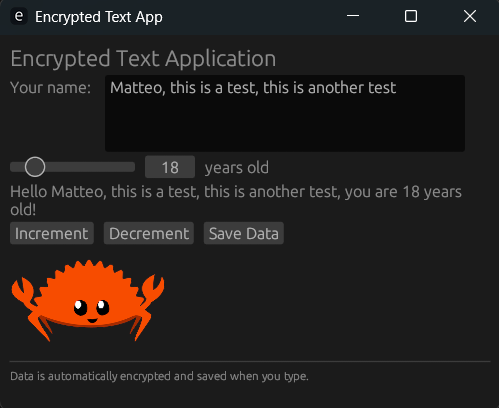 e Encrypted Text App
Encrypted Text Application
Your name: Matteo, this is a test, this is another test
18 years old
Hello Matteo, this is a test, this is another test, you are 18 years
old!
Increment Decrement Save Data
Data is automatically encrypted and saved when you type.